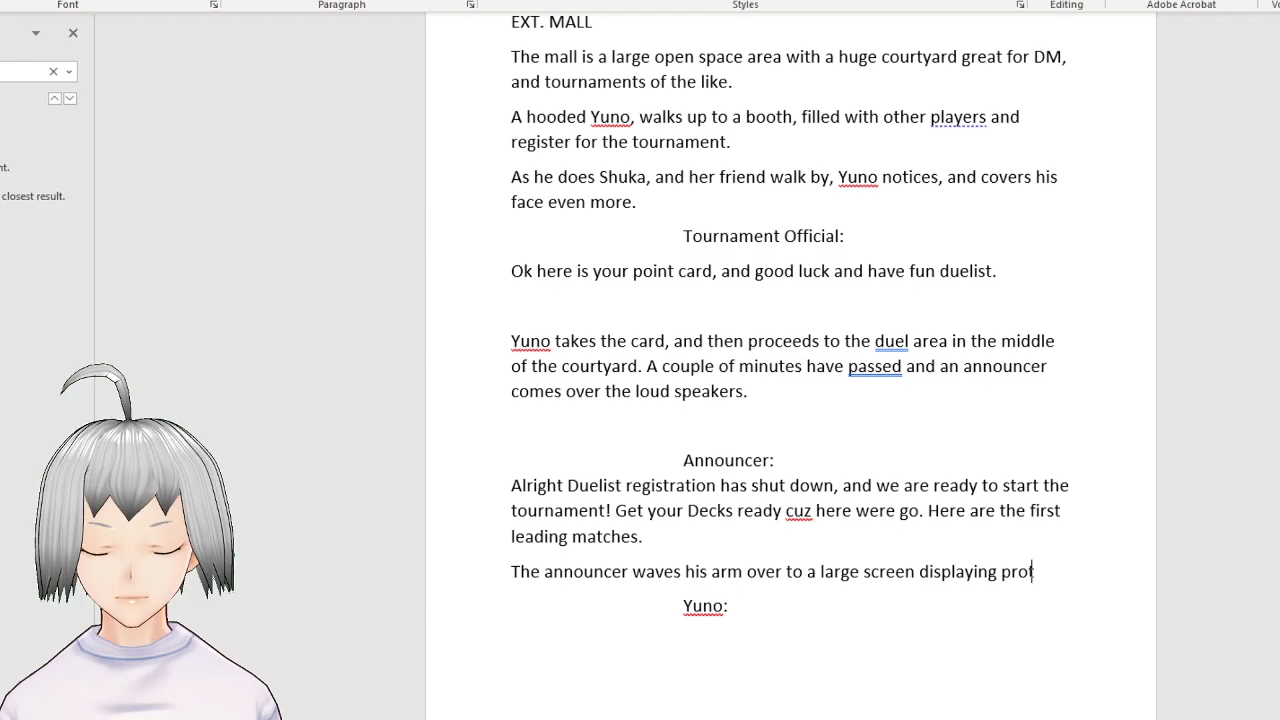 Font
Paragraph
Styles
Editing
Adobe Acrobat
nt.
closest result.
EXT. MALL
The mall is a large open space area with a huge courtyard great for DM,
and tournaments of the like.
A hooded Yuno, walks up to a booth, filled with other players and
register for the tournament.
As he does Shuka, and her friend walk by, Yuno notices, and covers his
face even more.
Tournament Official:
Ok here is your point card, and good luck and have fun duelist.
Yuno takes the card, and then proceeds to the duel area in the middle
of the courtyard. A couple of minutes have passed and an announcer
comes over the loud speakers.
Announcer:
Alright Duelist registration has shut down, and we are ready to start the
tournament! Get your Decks ready cuz here were go. Here are the first
leading matches.
The announcer waves his arm over to a large screen displaying prot
Yuno: